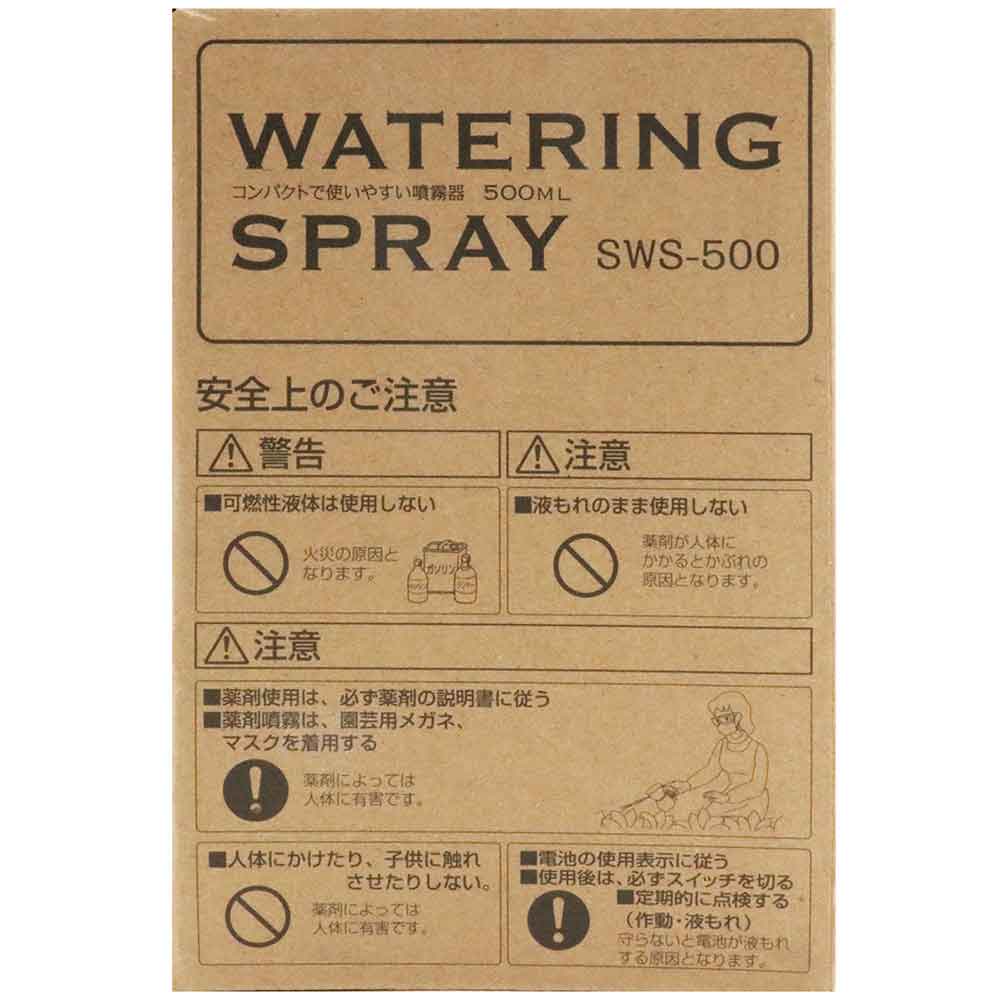 WATERING
コンパクトで使いやすい噴霧器 500ML
SPRAY SWS-500
安全上のご注意
警告
■可燃性液体は使用しない
火災の原因と
なります。
ガソリン
シンナー
注意
■液もれのまま使用しない
薬剤が人体に
かかるとかぶれの
原因となります。
注意
■薬剤使用は、必ず薬剤の説明書に従う
■薬剤噴霧は、園芸用メガネ、
マスクを着用する
薬剤によっては
人体に有害です。
■人体にかけたり、子供に触れ
させたりしない。
薬剤によっては
人体に有害です。
■電池の使用表示に従う
■使用後は、必ずスイッチを切る
■定期的に点検する
(作動・液もれ)
守らないと電池が液もれ
する原因となります。